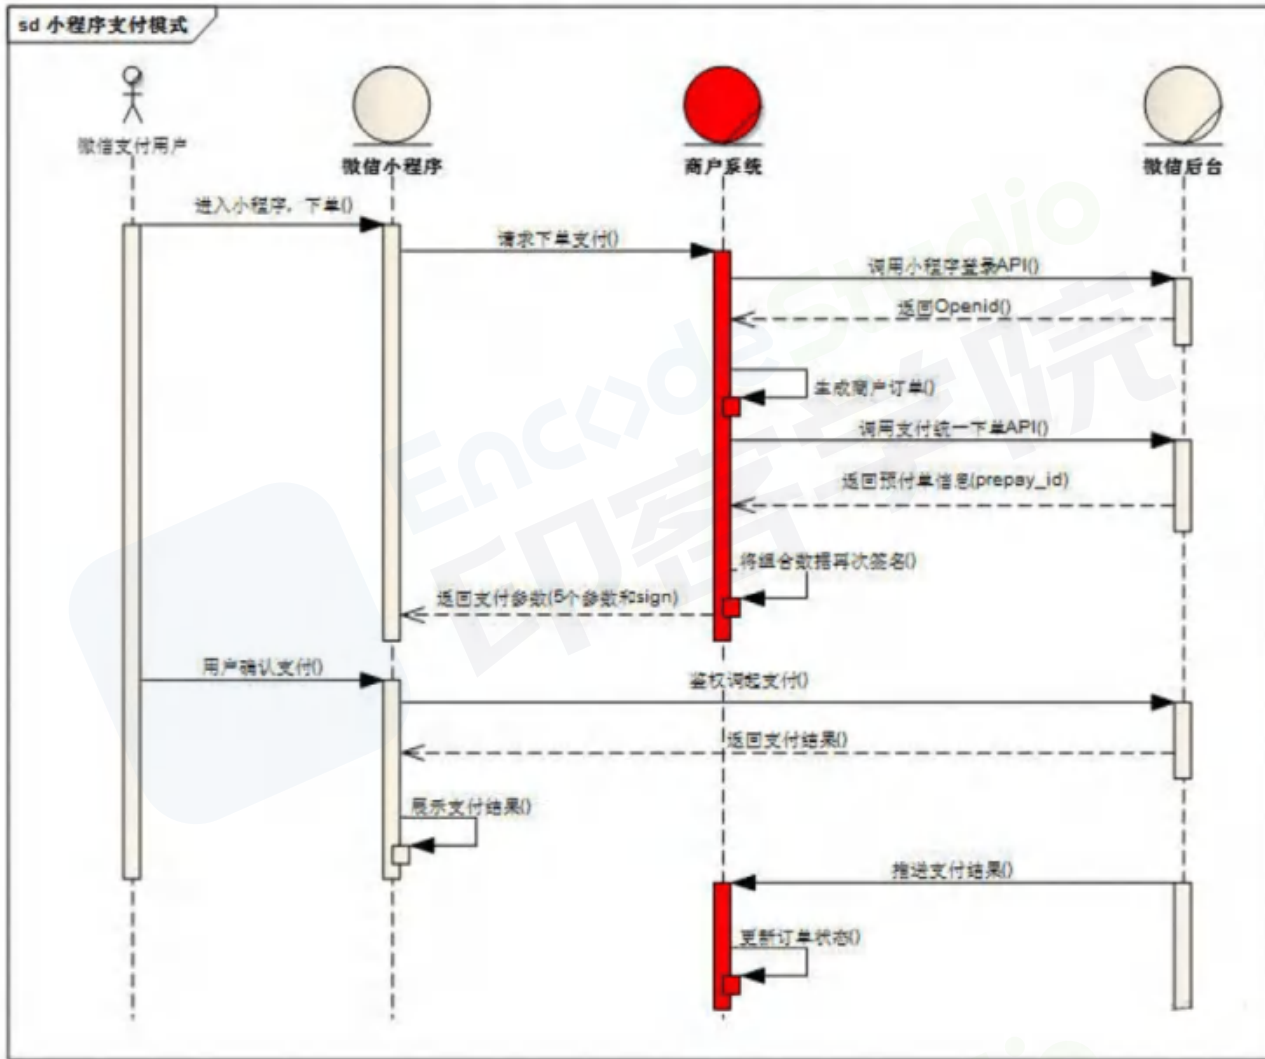 sd 小程序支付模式
微信支付用户
微信小程序
商户系统
微信后台
进入小程序，下单()
请求下单支付()
调用小程序登录API()
返回Openid()
生成商户订单()
调用支付统一下单API()
返回预付单信息(prepay_id)
将组合数据再次签名()
返回支付参数(5个参数和sign)
用户确认支付()
鉴权调起支付()
返回支付结果()
展示支付结果()
推送支付结果()
更新订单状态()
EncodeStudio
印客学院